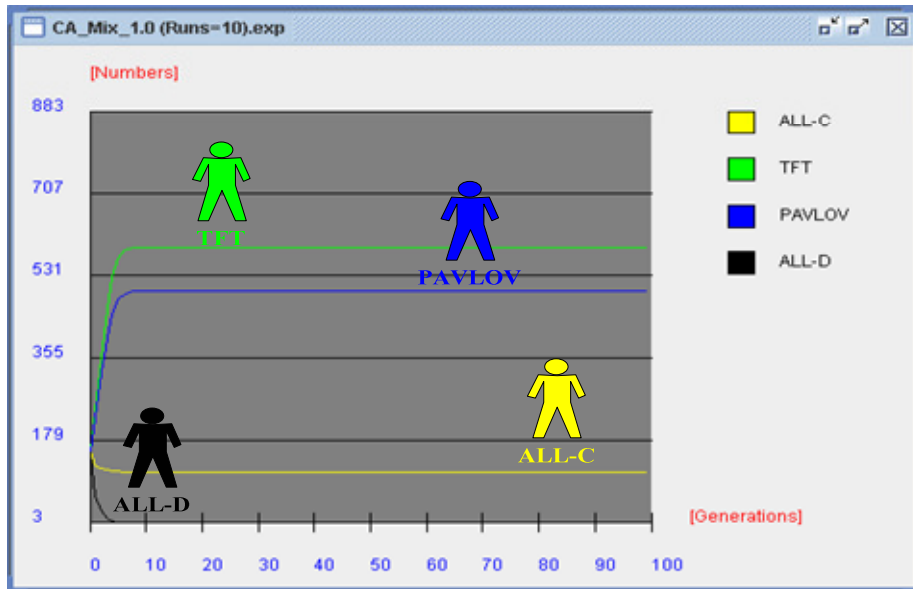 CA_Mix_1.0 (Runs=10).exp
[Numbers]
883
707
531
355
179
3
TFT
PAVLOV
ALL-C
ALL-D
ALL-C
TFT
PAVLOV
ALL-D
[Generations]
0 10 20 30 40 50 60 70 80 90 100